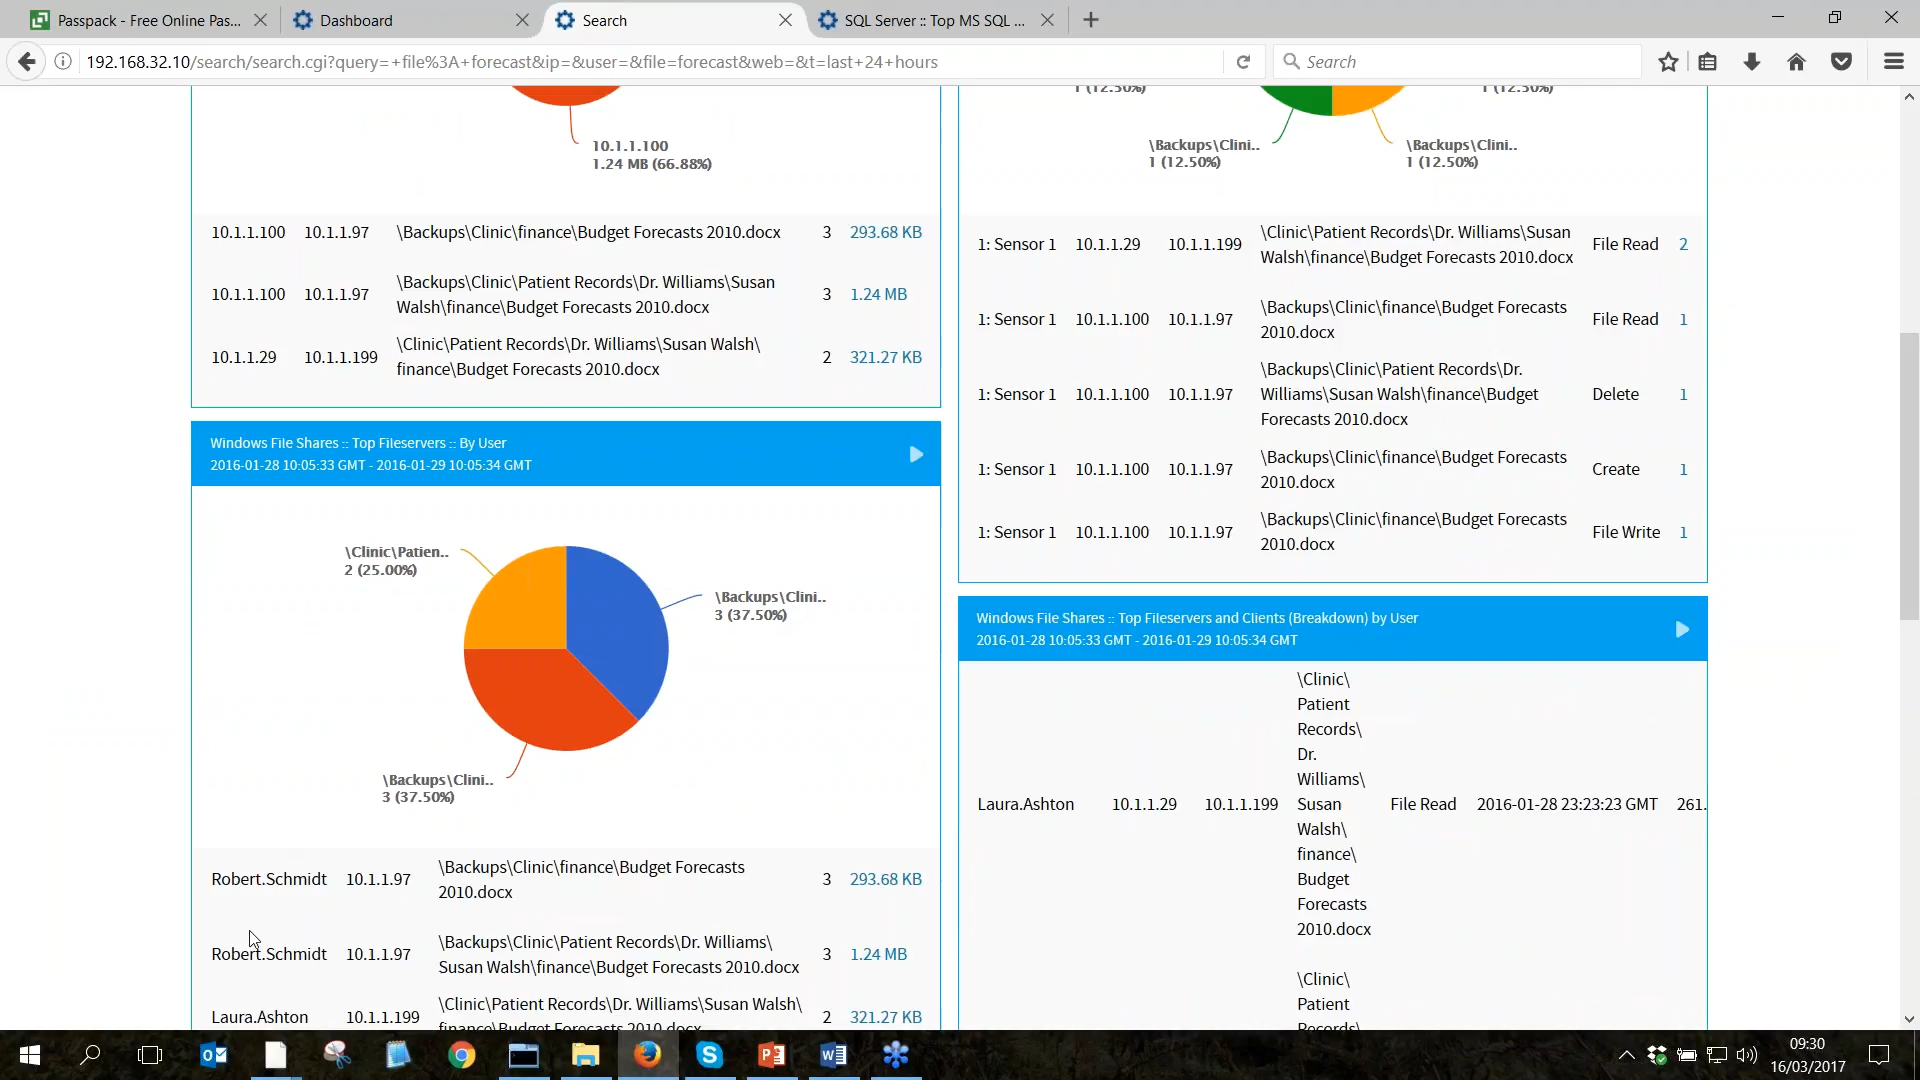 Passpack - Free Online Pas...
Dashboard
Search
SQL Server :: Top MS SQL ...
192.168.32.10/search/search.cgi?query=+file%3A+forecast&ip=&user=&file=forecast&web=&t=last+24+hours
Search
10.1.1.100
1.24 MB (66.88%)
10.1.1.100 10.1.1.97 \Backups\Clinic\finance\Budget Forecasts 2010.docx 3 293.68 KB
10.1.1.100 10.1.1.97 \Backups\Clinic\Patient Records\Dr. Williams\Susan
Walsh\finance\Budget Forecasts 2010.docx 3 1.24 MB
10.1.1.29 10.1.1.199 \Clinic\Patient Records\Dr. Williams\Susan Walsh\
finance\Budget Forecasts 2010.docx 2 321.27 KB
Windows File Shares :: Top Fileservers :: By User
2016-01-28 10:05:33 GMT - 2016-01-29 10:05:34 GMT
\Clinic\Patien..
2 (25.00%)
\Backups\Clini..
3 (37.50%)
\Backups\Clini..
3 (37.50%)
Robert.Schmidt 10.1.1.97 \Backups\Clinic\finance\Budget Forecasts
2010.docx 3 293.68 KB
Robert.Schmidt 10.1.1.97 \Backups\Clinic\Patient Records\Dr. Williams\
Susan Walsh\finance\Budget Forecasts 2010.docx 3 1.24 MB
Laura.Ashton 10.1.1.199 \Clinic\Patient Records\Dr. Williams\Susan Walsh\
finance\Budget Forecasts 2010.docx 2 321.27 KB
1 (12.50%)
1 (12.50%)
\Backups\Clini..
1 (12.50%)
\Backups\Clini..
1 (12.50%)
1: Sensor 1 10.1.1.29 10.1.1.199 \Clinic\Patient Records\Dr. Williams\Susan
Walsh\finance\Budget Forecasts 2010.docx File Read 2
1: Sensor 1 10.1.1.100 10.1.1.97 \Backups\Clinic\finance\Budget Forecasts
2010.docx File Read 1
1: Sensor 1 10.1.1.100 10.1.1.97 \Backups\Clinic\Patient Records\Dr.
Williams\Susan Walsh\finance\Budget
Forecasts 2010.docx Delete 1
1: Sensor 1 10.1.1.100 10.1.1.97 \Backups\Clinic\finance\Budget Forecasts
2010.docx Create 1
1: Sensor 1 10.1.1.100 10.1.1.97 \Backups\Clinic\finance\Budget Forecasts
2010.docx File Write 1
Windows File Shares :: Top Fileservers and Clients (Breakdown) by User
2016-01-28 10:05:33 GMT - 2016-01-29 10:05:34 GMT
Laura.Ashton 10.1.1.29 10.1.1.199 \Clinic\
Patient
Records\
Dr.
Williams\
Susan
Walsh\
finance\
Budget
Forecasts
2010.docx File Read 2016-01-28 23:23:23 GMT 261.
\Clinic\
Patient
Records\
09:30
16/03/2017